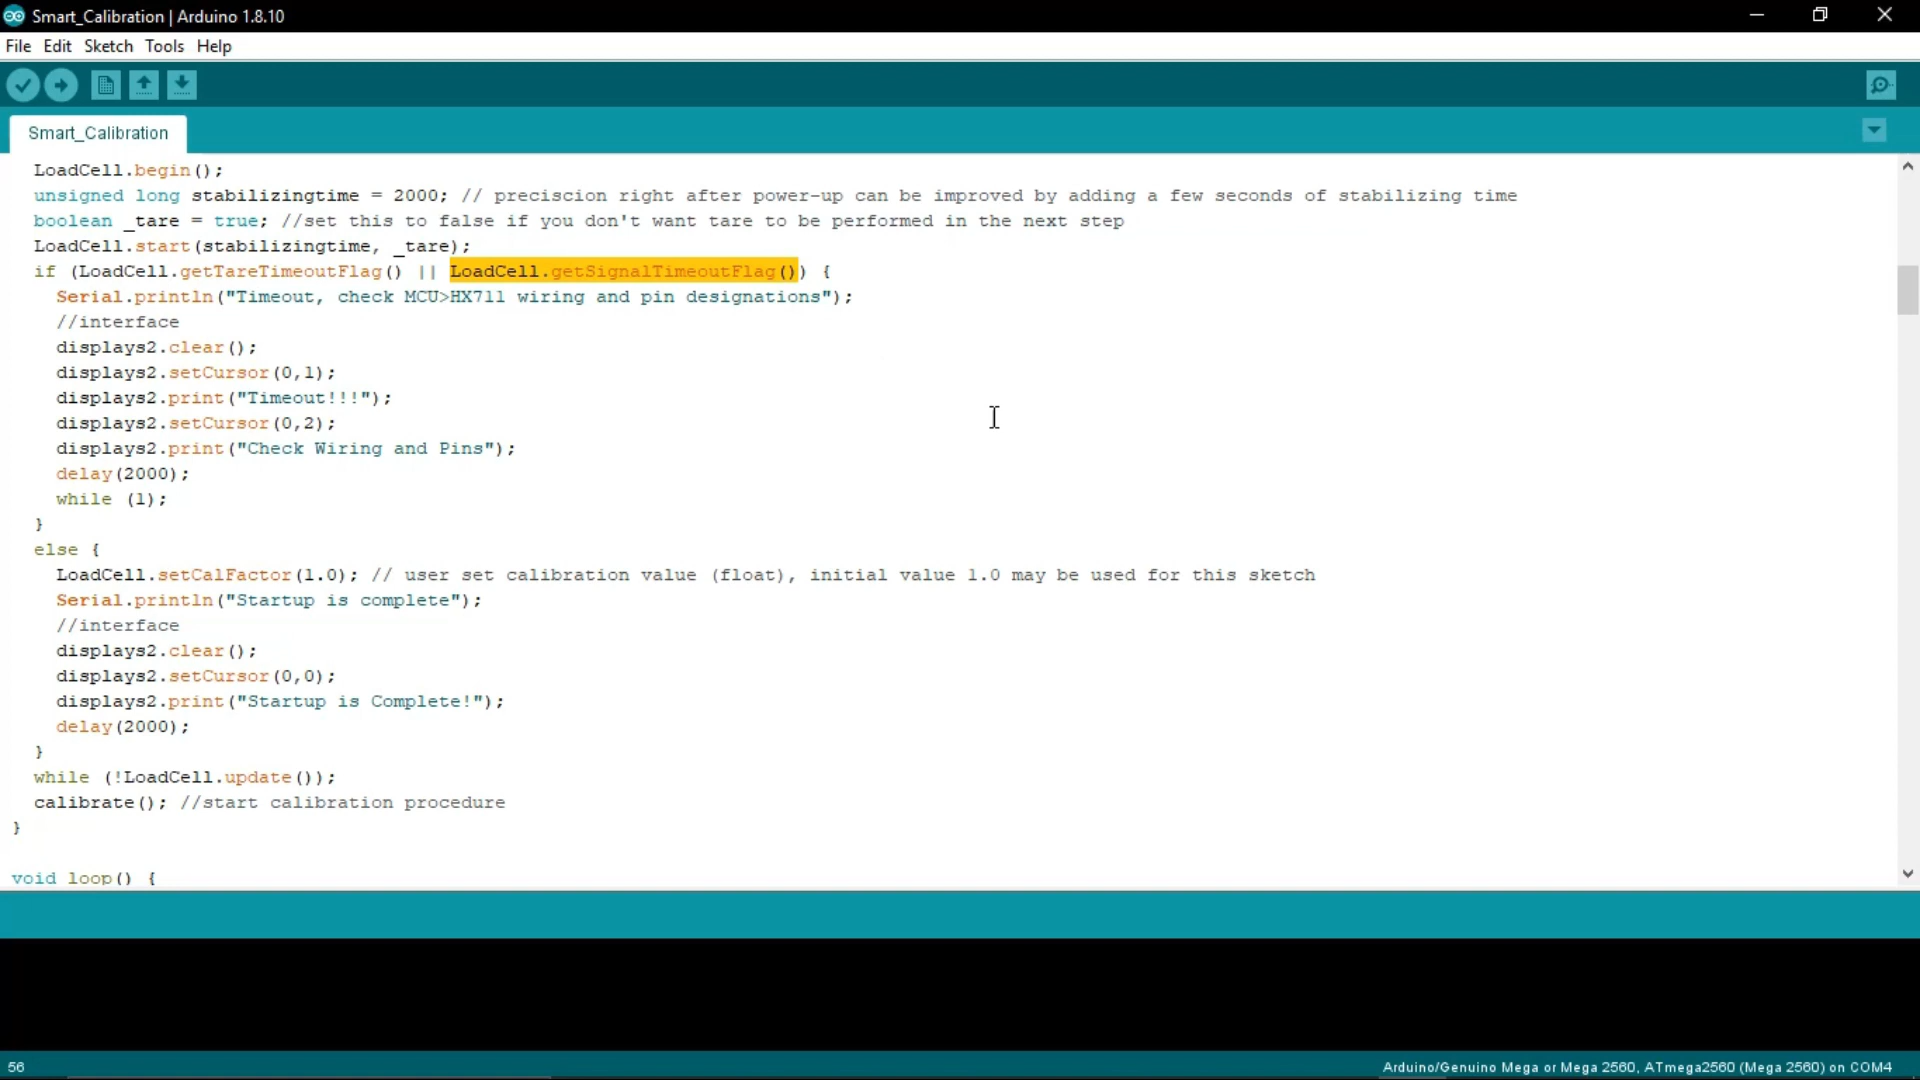 Smart_Calibration | Arduino 1.8.10
File Edit Sketch Tools Help
Smart_Calibration
LoadCell.begin();
unsigned long stabilizingtime = 2000; // preciscion right after power-up can be improved by adding a few seconds of stabilizing time
boolean _tare = true; //set this to false if you don't want tare to be performed in the next step
LoadCell.start(stabilizingtime, _tare);
if (LoadCell.getTareTimeoutFlag() || LoadCell.getSignalTimeoutFlag()) {
Serial.println("Timeout, check MCU>HX711 wiring and pin designations");
//interface
displays2.clear();
displays2.setCursor(0,1);
displays2.print("Timeout!!!");
displays2.setCursor(0,2);
displays2.print("Check Wiring and Pins");
delay(2000);
while (1);
}
else {
LoadCell.setCalFactor(1.0); // user set calibration value (float), initial value 1.0 may be used for this sketch
Serial.println("Startup is complete");
//interface
displays2.clear();
displays2.setCursor(0,0);
displays2.print("Startup is Complete!");
delay(2000);
}
while (!LoadCell.update());
calibrate(); //start calibration procedure
}
void loop() {
56
Arduino/Genuino Mega or Mega 2560, ATmega2560 (Mega 2560) on COM4